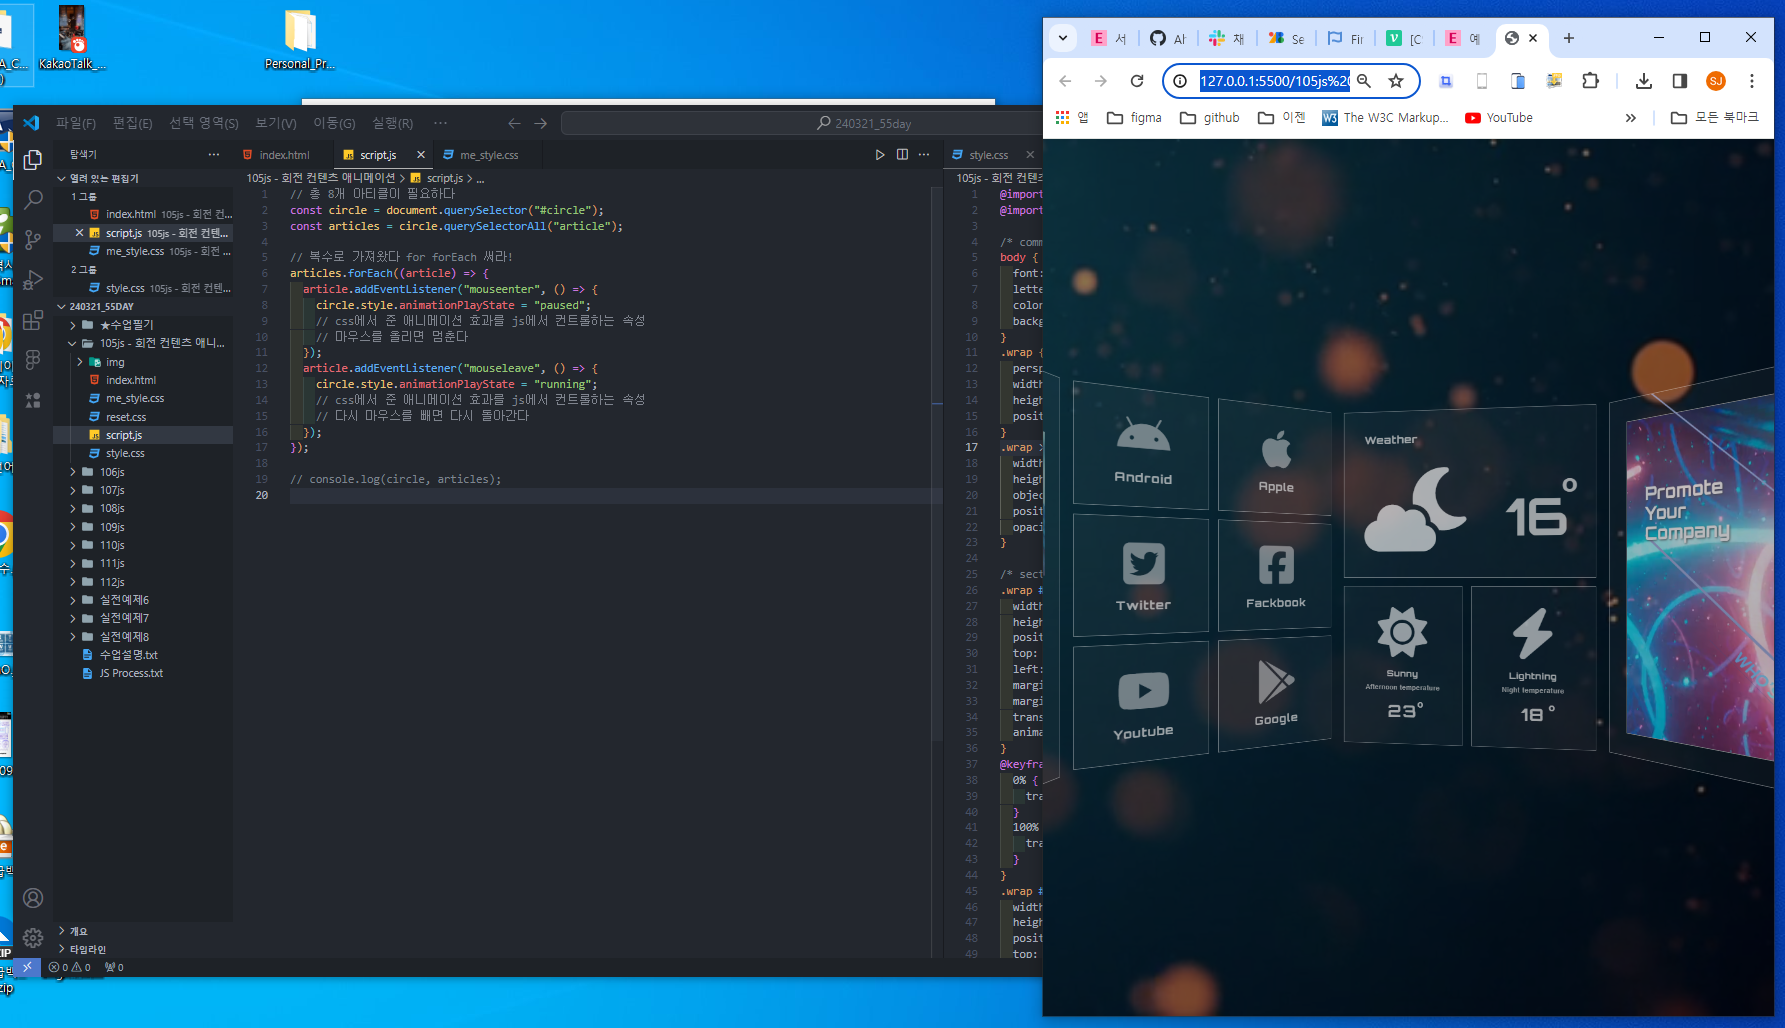 KakaoTalk_...
Personal_Pr...
파일(F) 편집(E) 선택 영역(S) 보기(V) 이동(G) 실행(R) ···
240321_55day
탐색기
index.html
script.js
me_style.css
style.css
열려 있는 편집기
1 그룹
index.html 105js - 회전 컨...
script.js 105js - 회전 컨텐...
me_style.css 105js - 회전 ...
2 그룹
style.css 105js - 회전 컨텐...
240321_55DAY
★수업필기
105js - 회전 컨텐츠 애니...
img
index.html
me_style.css
reset.css
script.js
style.css
106js
107js
108js
109js
110js
111js
112js
실전예제6
실전예제7
실전예제8
수업설명.txt
JS Process.txt
개요
타임라인
0 0 0
105js - 회전 컨텐츠 애니메이션 > script.js > ...
1 // 총 8개 아티클이 필요하다
2 const circle = document.querySelector("#circle");
3 const articles = circle.querySelectorAll("article");
4
5 // 복수로 가져왔다 for forEach 써라!
6 articles.forEach((article) => {
7 article.addEventListener("mouseenter", () => {
8 circle.style.animationPlayState = "paused";
9 // css에서 준 애니메이션 효과를 js에서 컨트롤하는 속성
10 // 마우스를 올리면 멈춘다
11 });
12 article.addEventListener("mouseleave", () => {
13 circle.style.animationPlayState = "running";
14 // css에서 준 애니메이션 효과를 js에서 컨트롤하는 속성
15 // 다시 마우스를 빼면 다시 돌아간다
16 });
17 });
18
19 // console.log(circle, articles);
20
105js - 회전 컨텐츠
1 @impor
2 @impor
3
4 /* comm
5 body {
6 font:
7 lette
8 color
9 backg
10 }
11 .wrap {
12 persp
13 width
14 heigh
15 posit
16 }
17 .wrap >
18 width
19 heigh
20 objec
21 posit
22 opaci
23 }
24
25 /* sect
26 .wrap #
27 width
28 heigh
29 posit
30 top:
31 left:
32 margi
33 margi
34 trans
35 anima
36 }
37 @keyfra
38 0% {
39 tra
40 }
41 100%
42 tra
43 }
44 }
45 .wrap #
46 width
47 heigh
48 posit
49 top:
E 서
Al
채
Se
Fir
[C
E 예
127.0.0.1:5500/105js%20
SJ
앱
figma
github
이젠
W3
The W3C Markup...
YouTube
모든 북마크
Android
Apple
Twitter
Fackbook
Youtube
Google
Weather
16°
Sunny
Afternoon temperature
23°
Lightning
Night temperature
18°
Promote
Your
Company